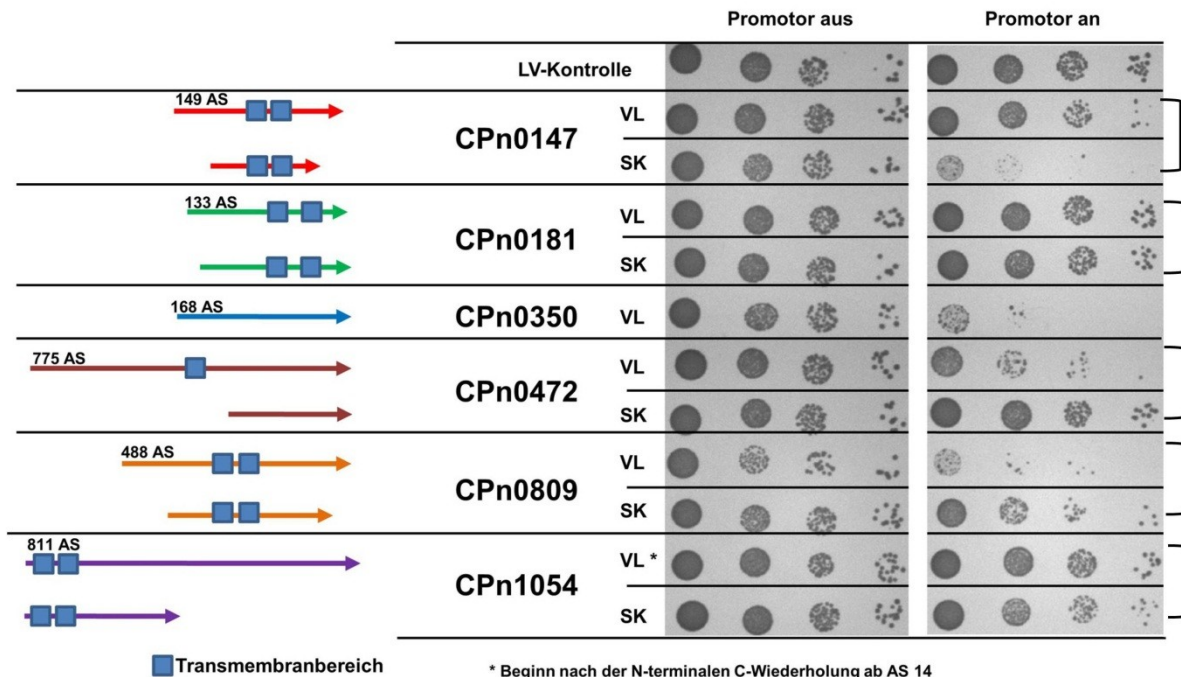 Promotor aus Promotor an
LV-Kontrolle
149 AS
CPn0147
VL
SK
133 AS
CPn0181
VL
SK
168 AS
CPn0350
VL
775 AS
CPn0472
VL
SK
488 AS
CPn0809
VL
SK
811 AS
CPn1054
VL *
SK
Transmembranbereich
* Beginn nach der N-terminalen C-Wiederholung ab AS 14